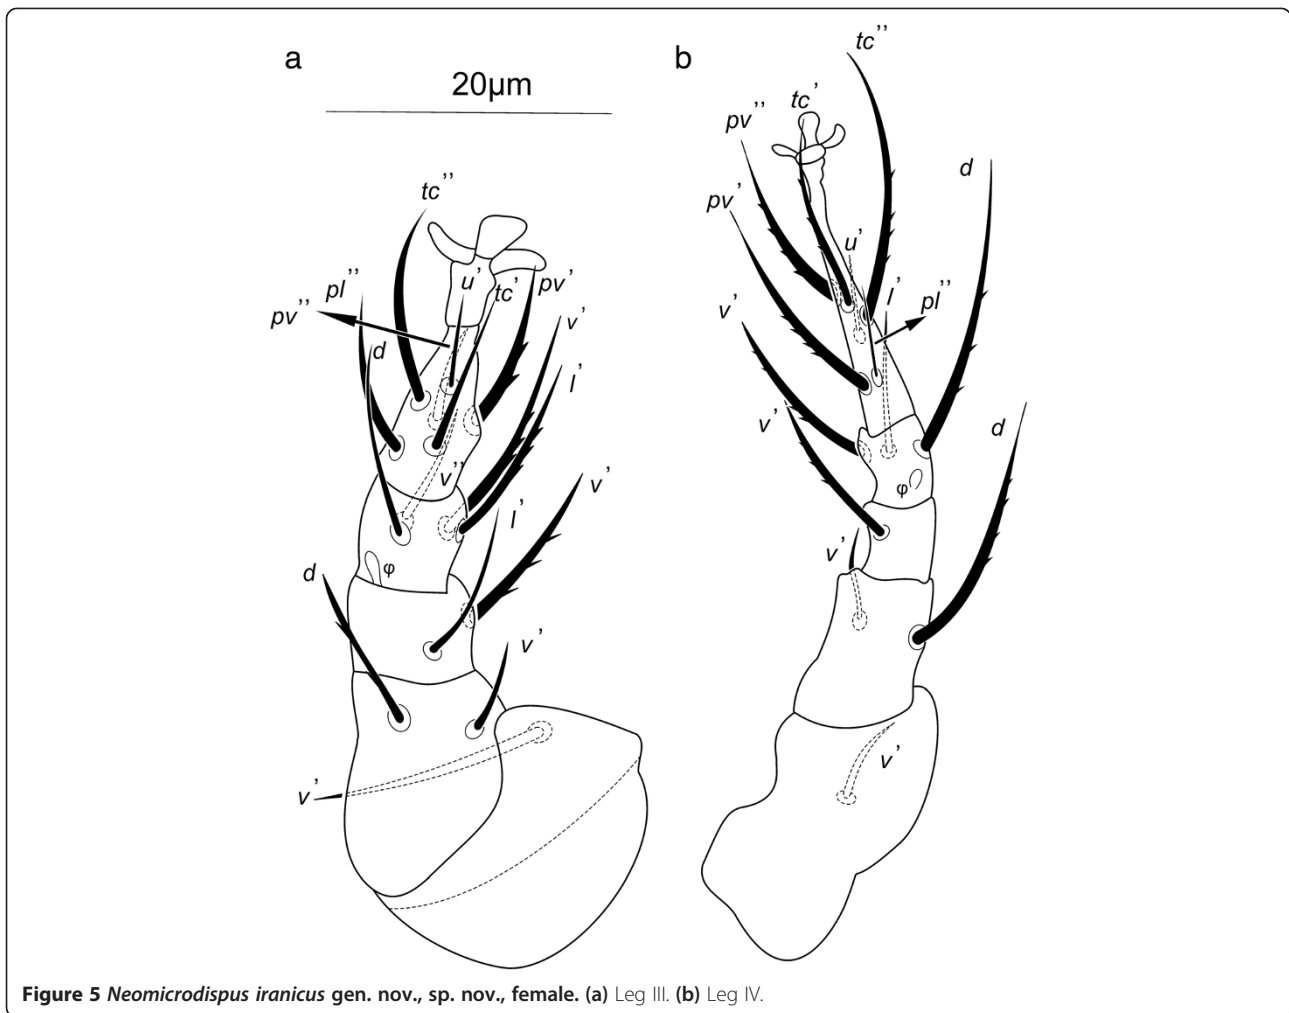 a
b
20μm
tc’’
tc’
pv’’
d
pv’
tc’’
u’
l’
pl’’
v’
d
v’
φ
v’
v’
pl’’
pv’’
d
u’
tc’
pv’
v’
l’
v’’
v’
l’
φ
d
v’
v’
Figure 5 Neomicrodispus iranicus gen. nov., sp. nov., female. (a) Leg III. (b) Leg IV.